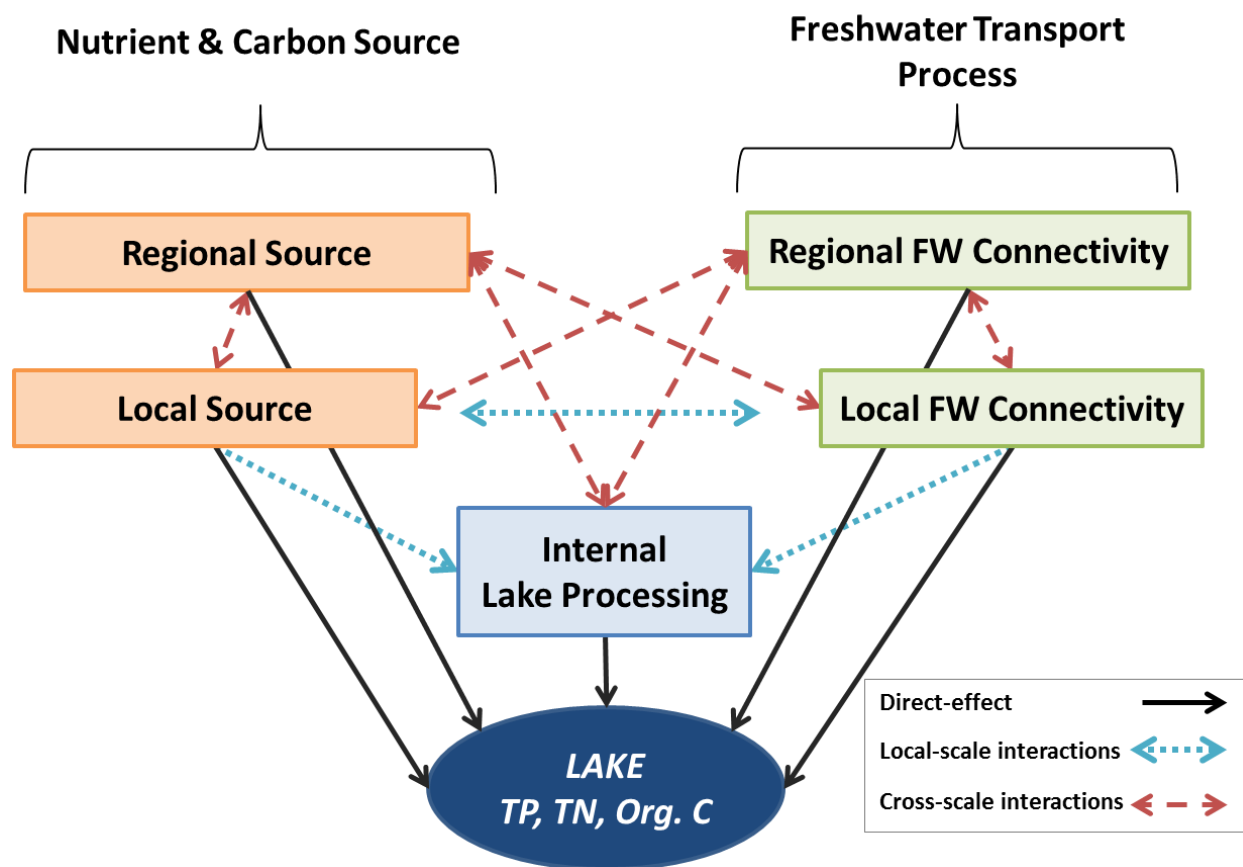 Nutrient & Carbon Source
Freshwater Transport
Process
Regional Source
Regional FW Connectivity
Local Source
Local FW Connectivity
Internal
Lake Processing
LAKE
TP, TN, Org. C
Direct-effect
Local-scale interactions
Cross-scale interactions